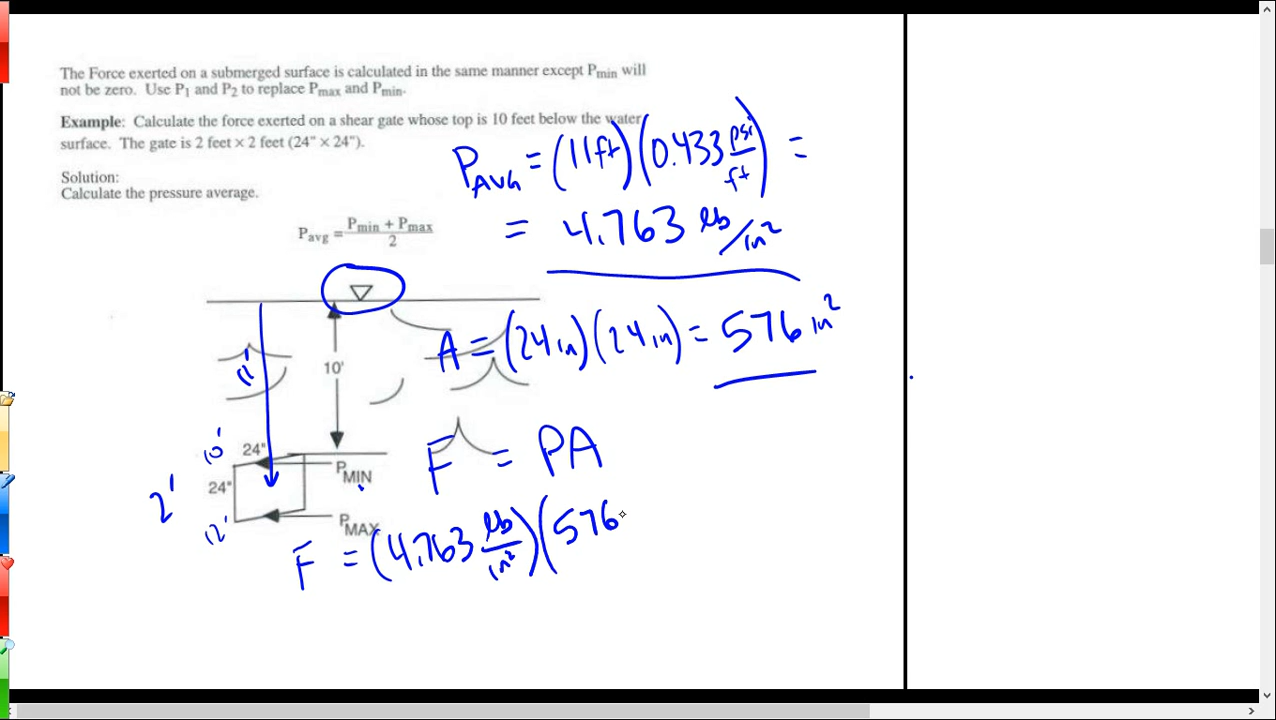 The Force exerted on a submerged surface is calculated in the same manner except Pmin will
not be zero. Use P1 and P2 to replace Pmax and Pmin.
Example: Calculate the force exerted on a shear gate whose top is 10 feet below the water
surface. The gate is 2 feet × 2 feet (24" × 24").
Solution:
Calculate the pressure average.
Pavg = Pmin + Pmax / 2
PAVG = (11ft)(0.433 psi/ft) =
= 4.763 lb/in²
A = (24 in)(24 in) = 576 in²
11'
10'
10'
24"
24"
2'
12'
PMIN
PMAX
F = PA
F = (4.763 lb/in²)(576